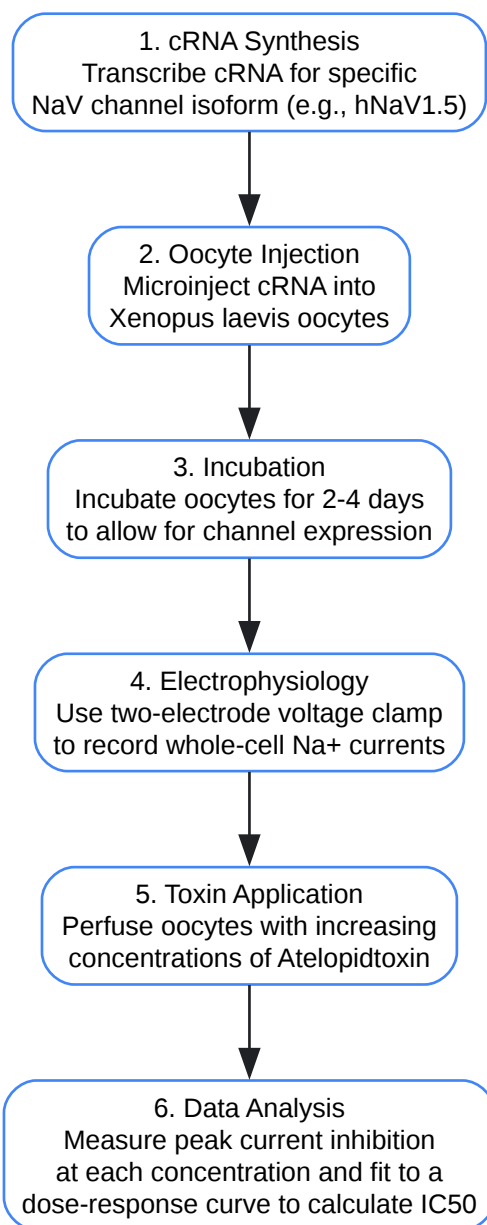 1. cRNA Synthesis
Transcribe cRNA for specific
NaV channel isoform (e.g., hNaV1.5)
2. Oocyte Injection
Microinject cRNA into
Xenopus laevis oocytes
3. Incubation
Incubate oocytes for 2-4 days
to allow for channel expression
4. Electrophysiology
Use two-electrode voltage clamp
to record whole-cell Na+ currents
5. Toxin Application
Perfuse oocytes with increasing
concentrations of Atelopidtoxin
6. Data Analysis
Measure peak current inhibition
at each concentration and fit to a
dose-response curve to calculate IC50